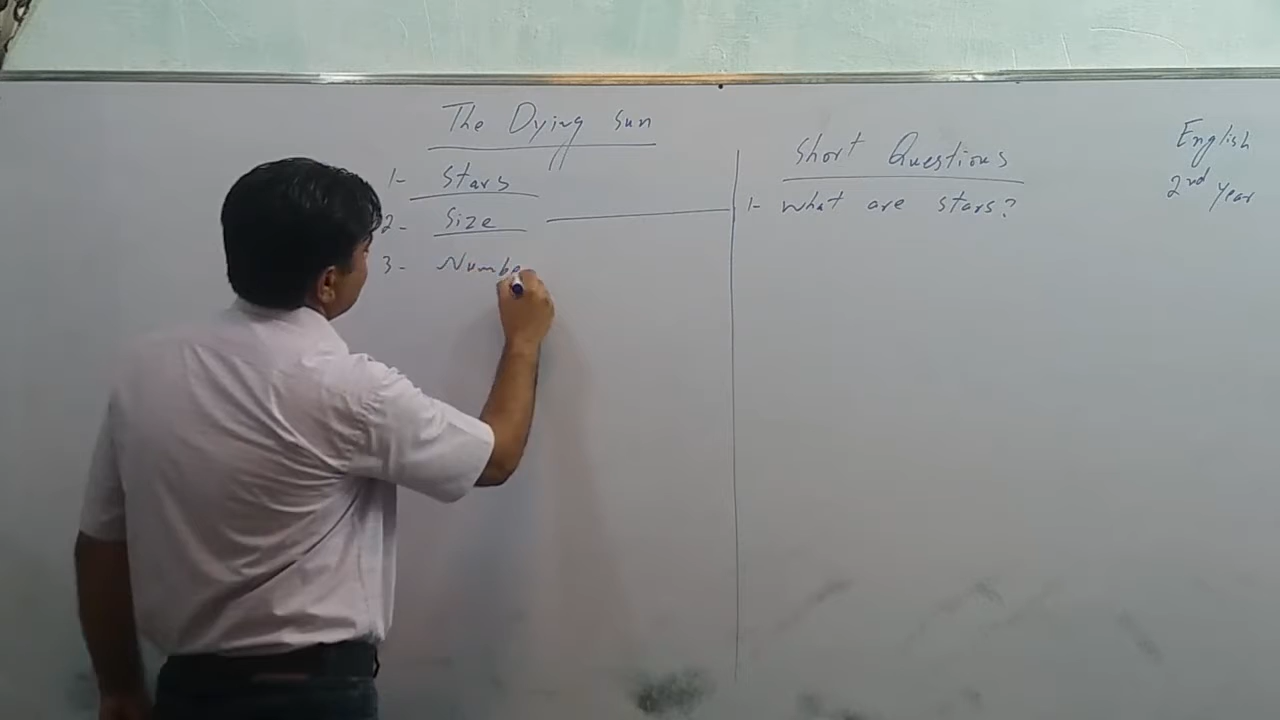 The Dying Sun
1- Stars
2- Size
3- Numbe
Short Questions
1- What are stars?
English
2nd Year